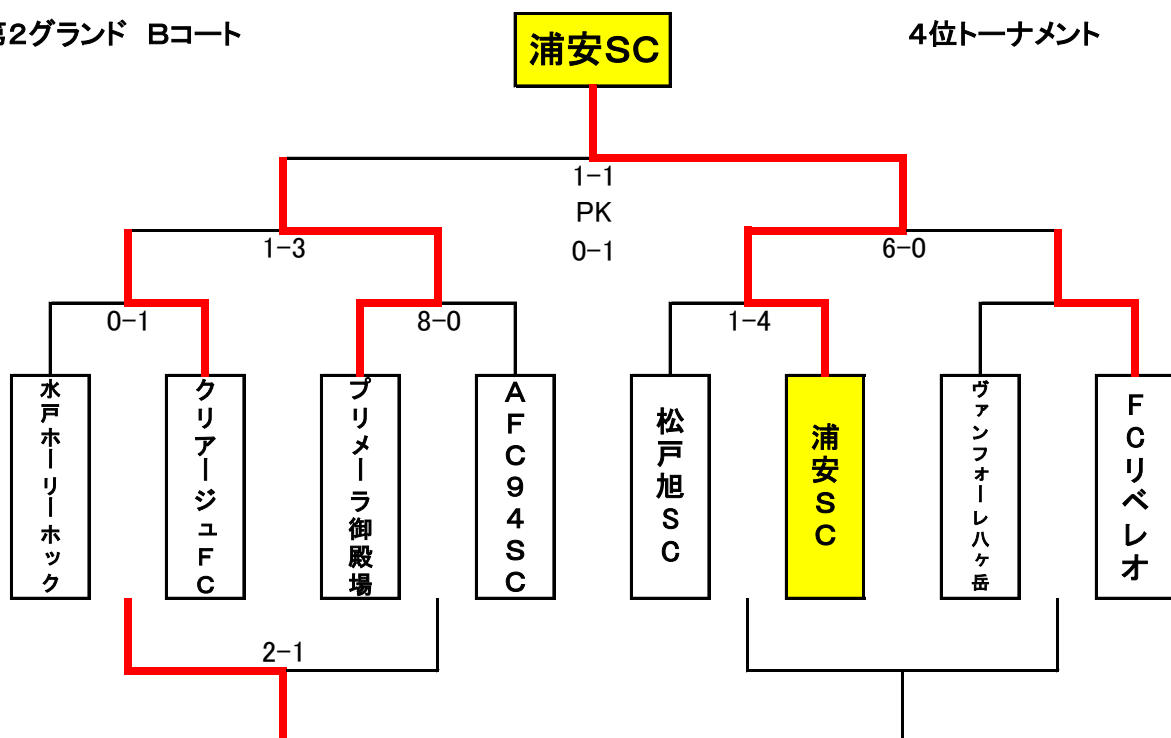 第2グランド Bコート
4位トーナメント
浦安SC
1-1
PK
0-1
1-3
6-0
0-1
8-0
1-4
水戸ホーリーホック
クリアージュFC
プリメーラ御殿場
AFC94SC
松戸旭SC
浦安SC
ヴァンフォーレ八ヶ岳
FCリベレオ
2-1